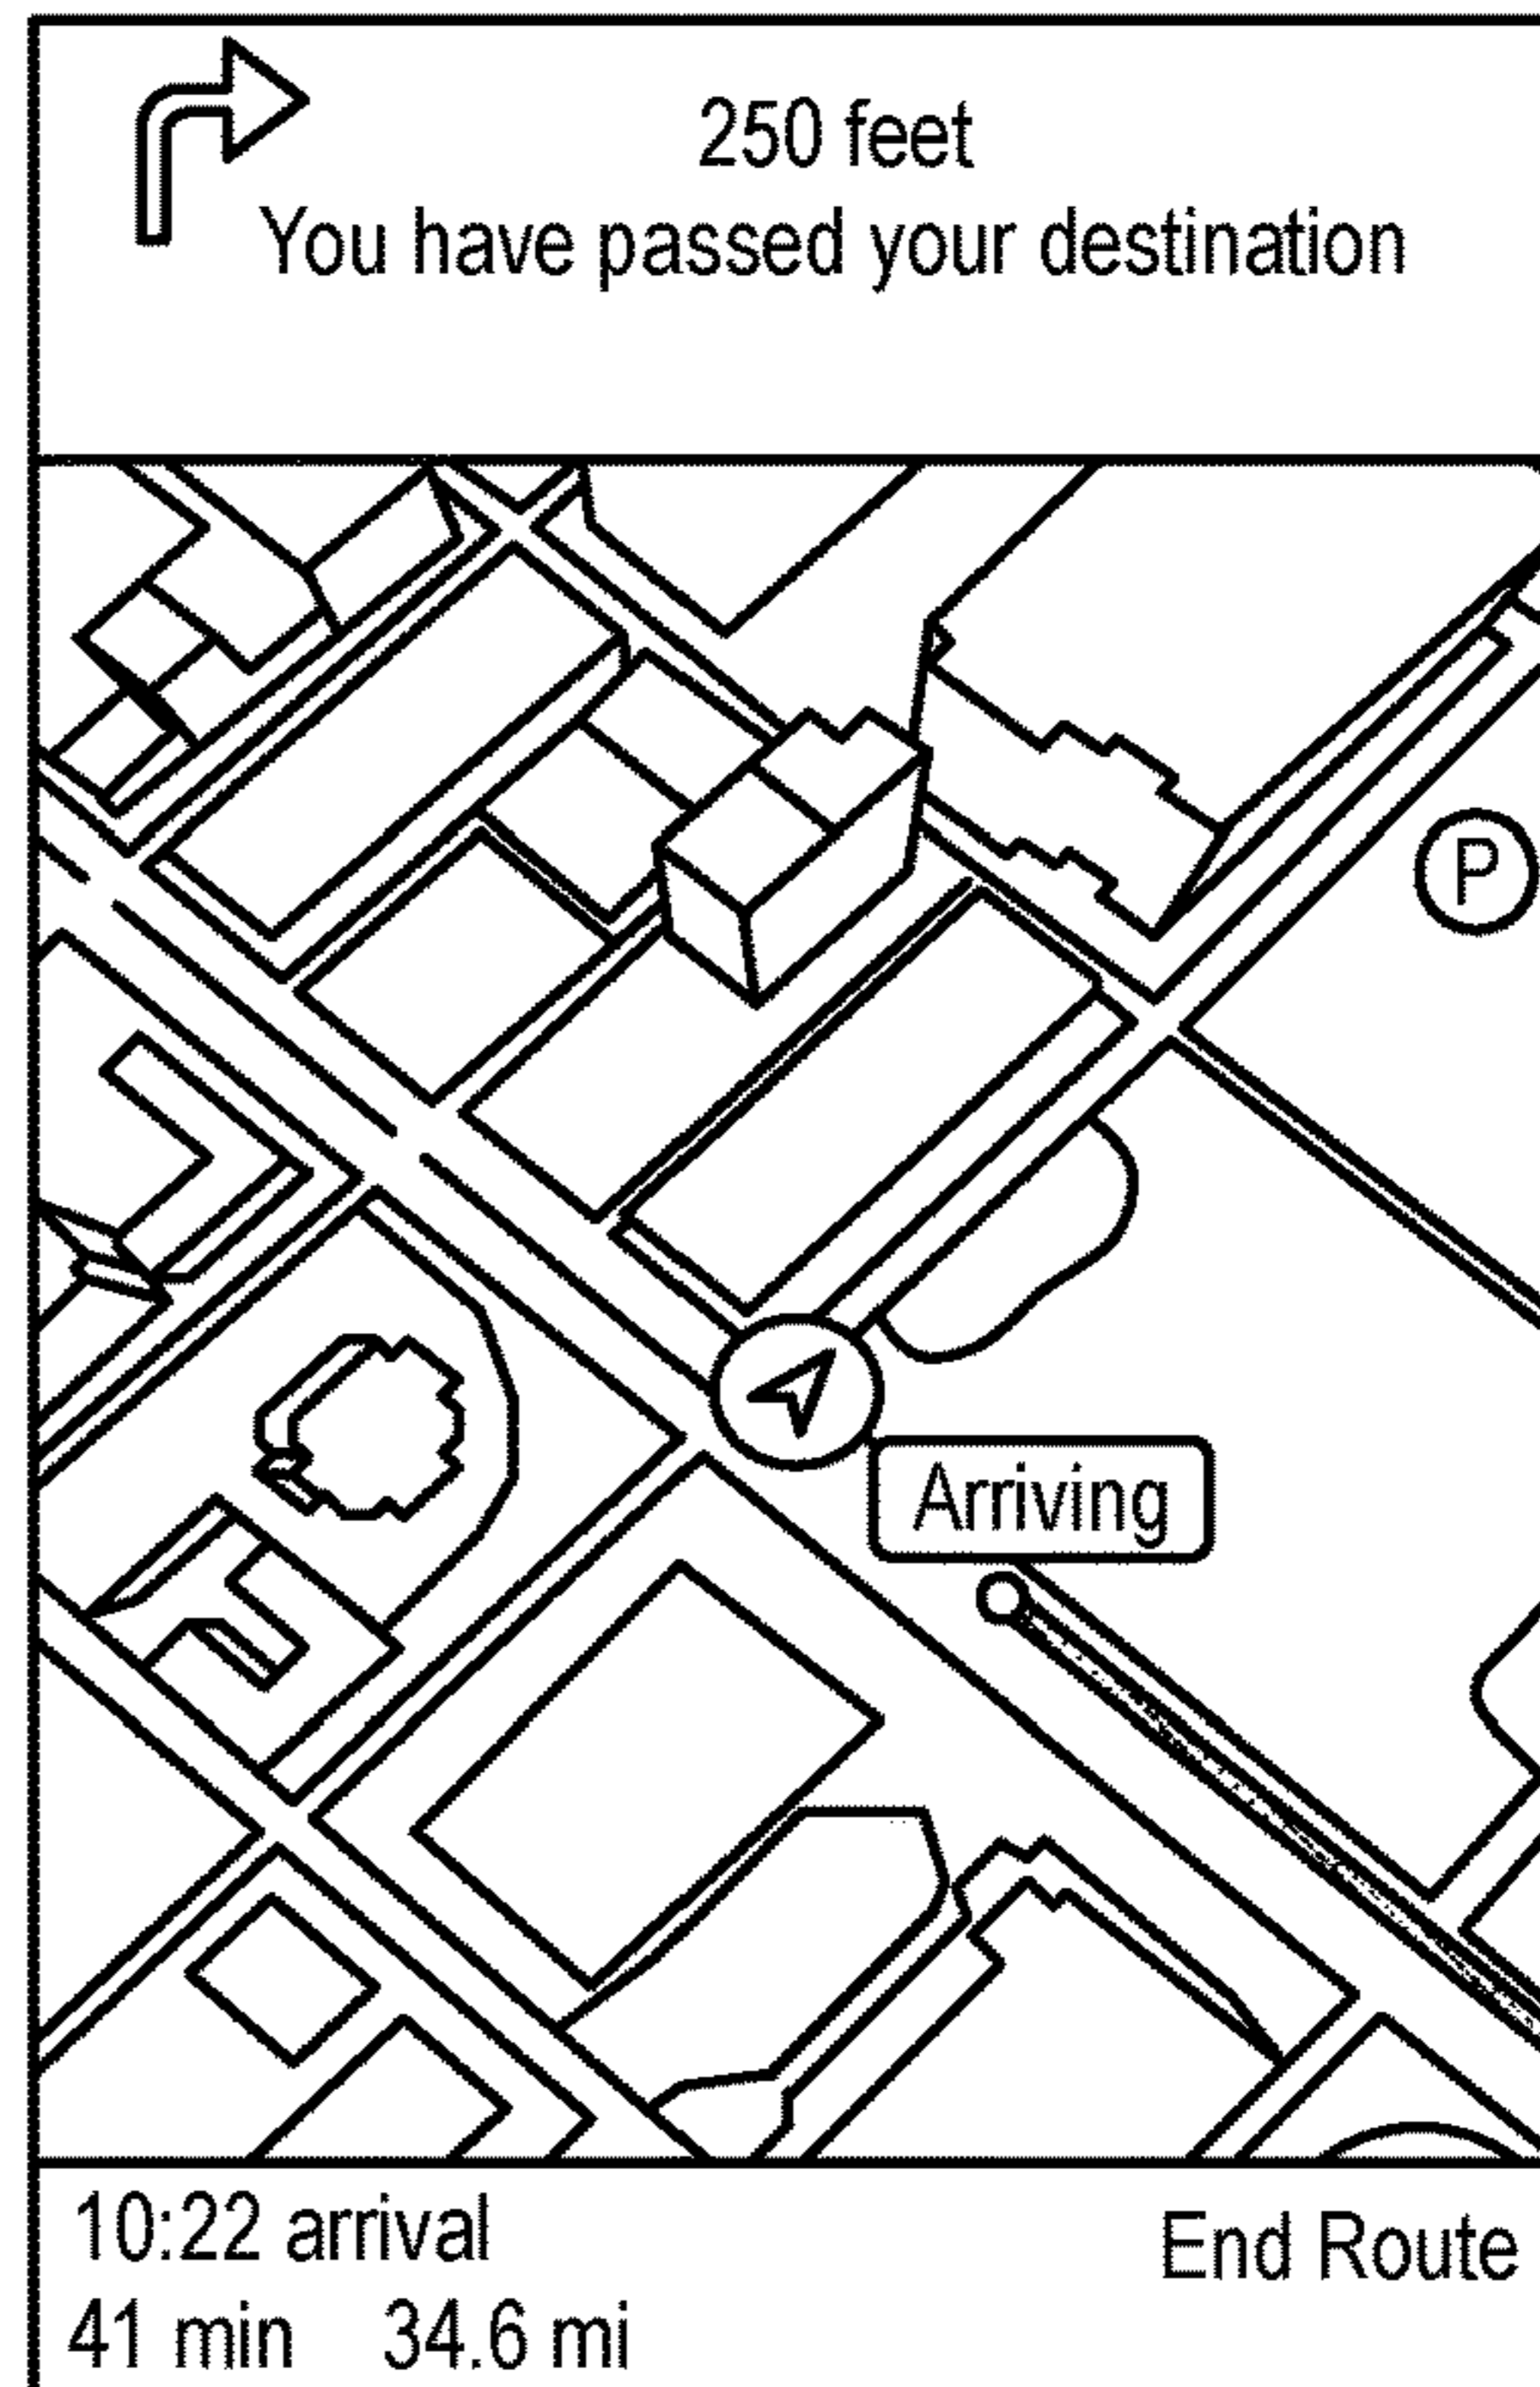 250 feet
You have passed your destination
P
Arriving
10:22 arrival
End Route
41 min 34.6 mi